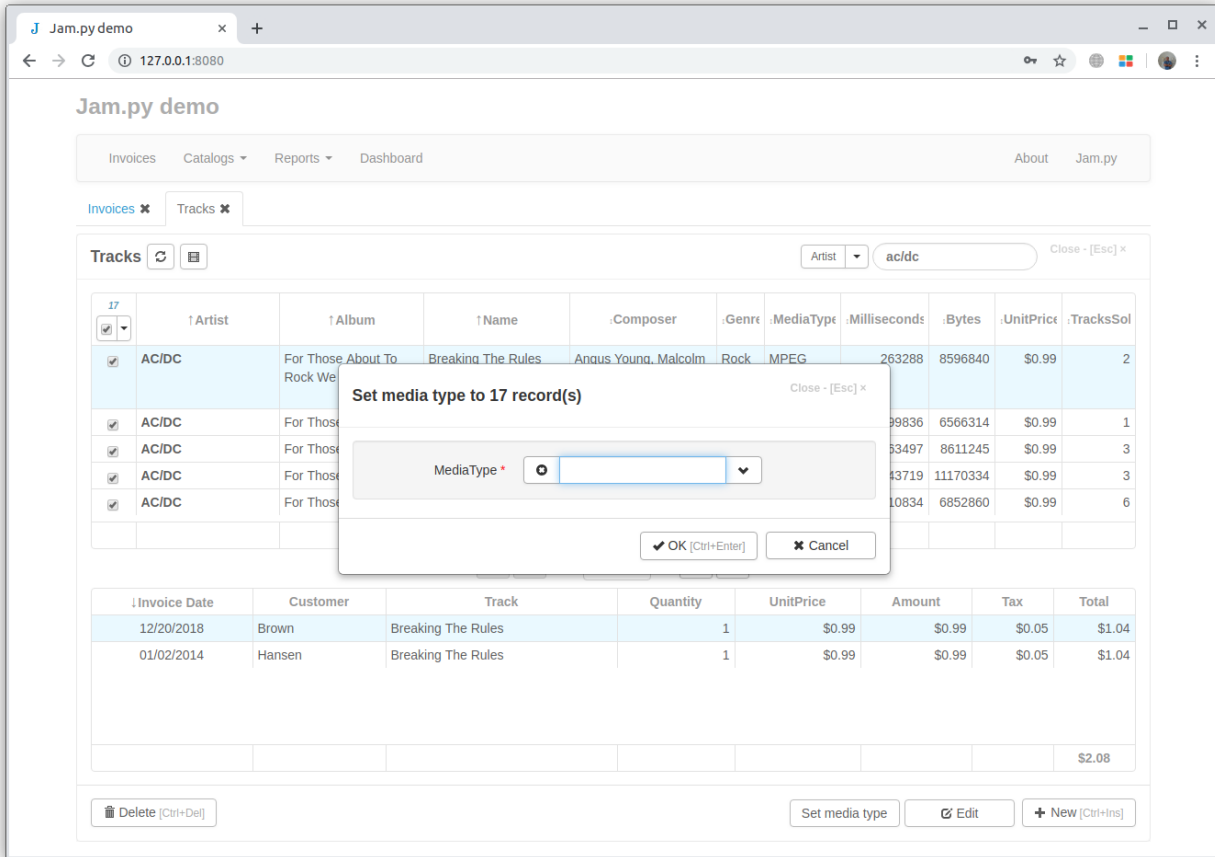 Jam.py demo
127.0.0.1:8080
Jam.py demo
Invoices Catalogs Reports Dashboard About Jam.py
Invoices Tracks
Tracks Artist ac/dc Close - [Esc] ×
17
↑Artist ↑Album ↑Name Composer Genre MediaType Milliseconds Bytes UnitPrice TracksSol
AC/DC For Those About To Breaking The Rules Angus Young, Malcolm Rock MPEG 263288 8596840 $0.99 2
Rock We
Set media type to 17 record(s) Close - [Esc] ×
AC/DC For Those 99836 6566314 $0.99 1
AC/DC For Those 63497 8611245 $0.99 3
MediaType *
AC/DC For Those 43719 11170334 $0.99 3
AC/DC For Those 10834 6852860 $0.99 6
OK [Ctrl+Enter] Cancel
↓Invoice Date Customer Track Quantity UnitPrice Amount Tax Total
12/20/2018 Brown Breaking The Rules 1 $0.99 $0.99 $0.05 $1.04
01/02/2014 Hansen Breaking The Rules 1 $0.99 $0.99 $0.05 $1.04
$2.08
Delete [Ctrl+Del] Set media type Edit New [Ctrl+Ins]